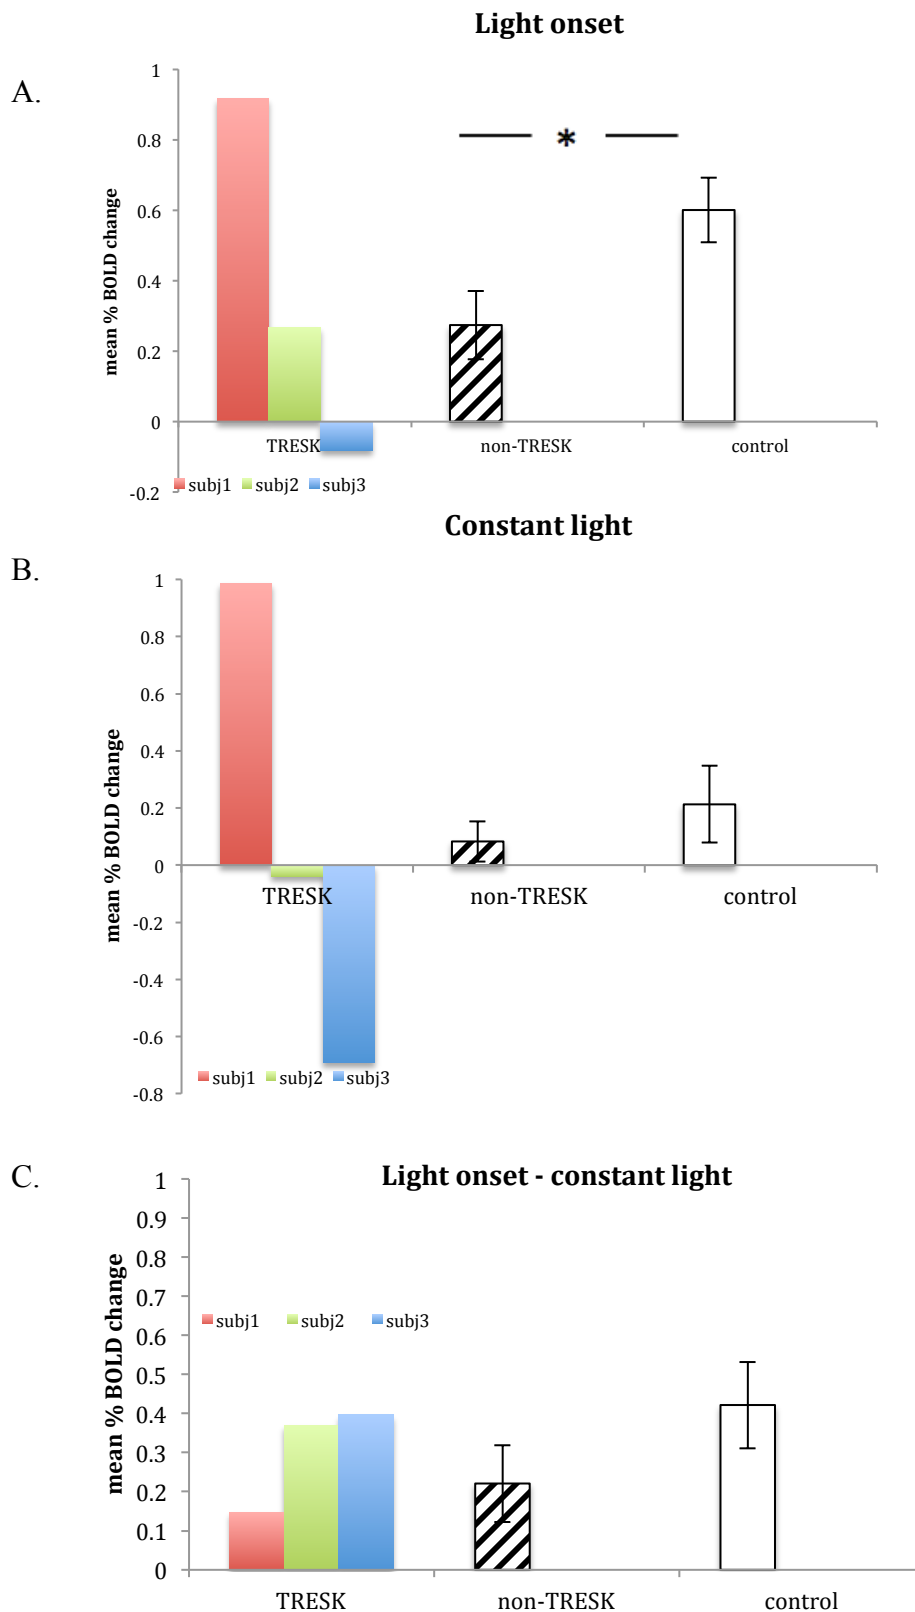 Light onset
A.
1
0.8
0.6
0.4
0.2
0
-0.2
mean % BOLD change
*
TRESK non-TRESK control
subj1 subj2 subj3
Constant light
B.
1
0.8
0.6
0.4
0.2
0
-0.2
-0.4
-0.6
-0.8
mean % BOLD change
TRESK non-TRESK control
subj1 subj2 subj3
C.
Light onset - constant light
1
0.9
0.8
0.7
0.6
0.5
0.4
0.3
0.2
0.1
0
mean % BOLD change
subj1 subj2 subj3
TRESK non-TRESK control